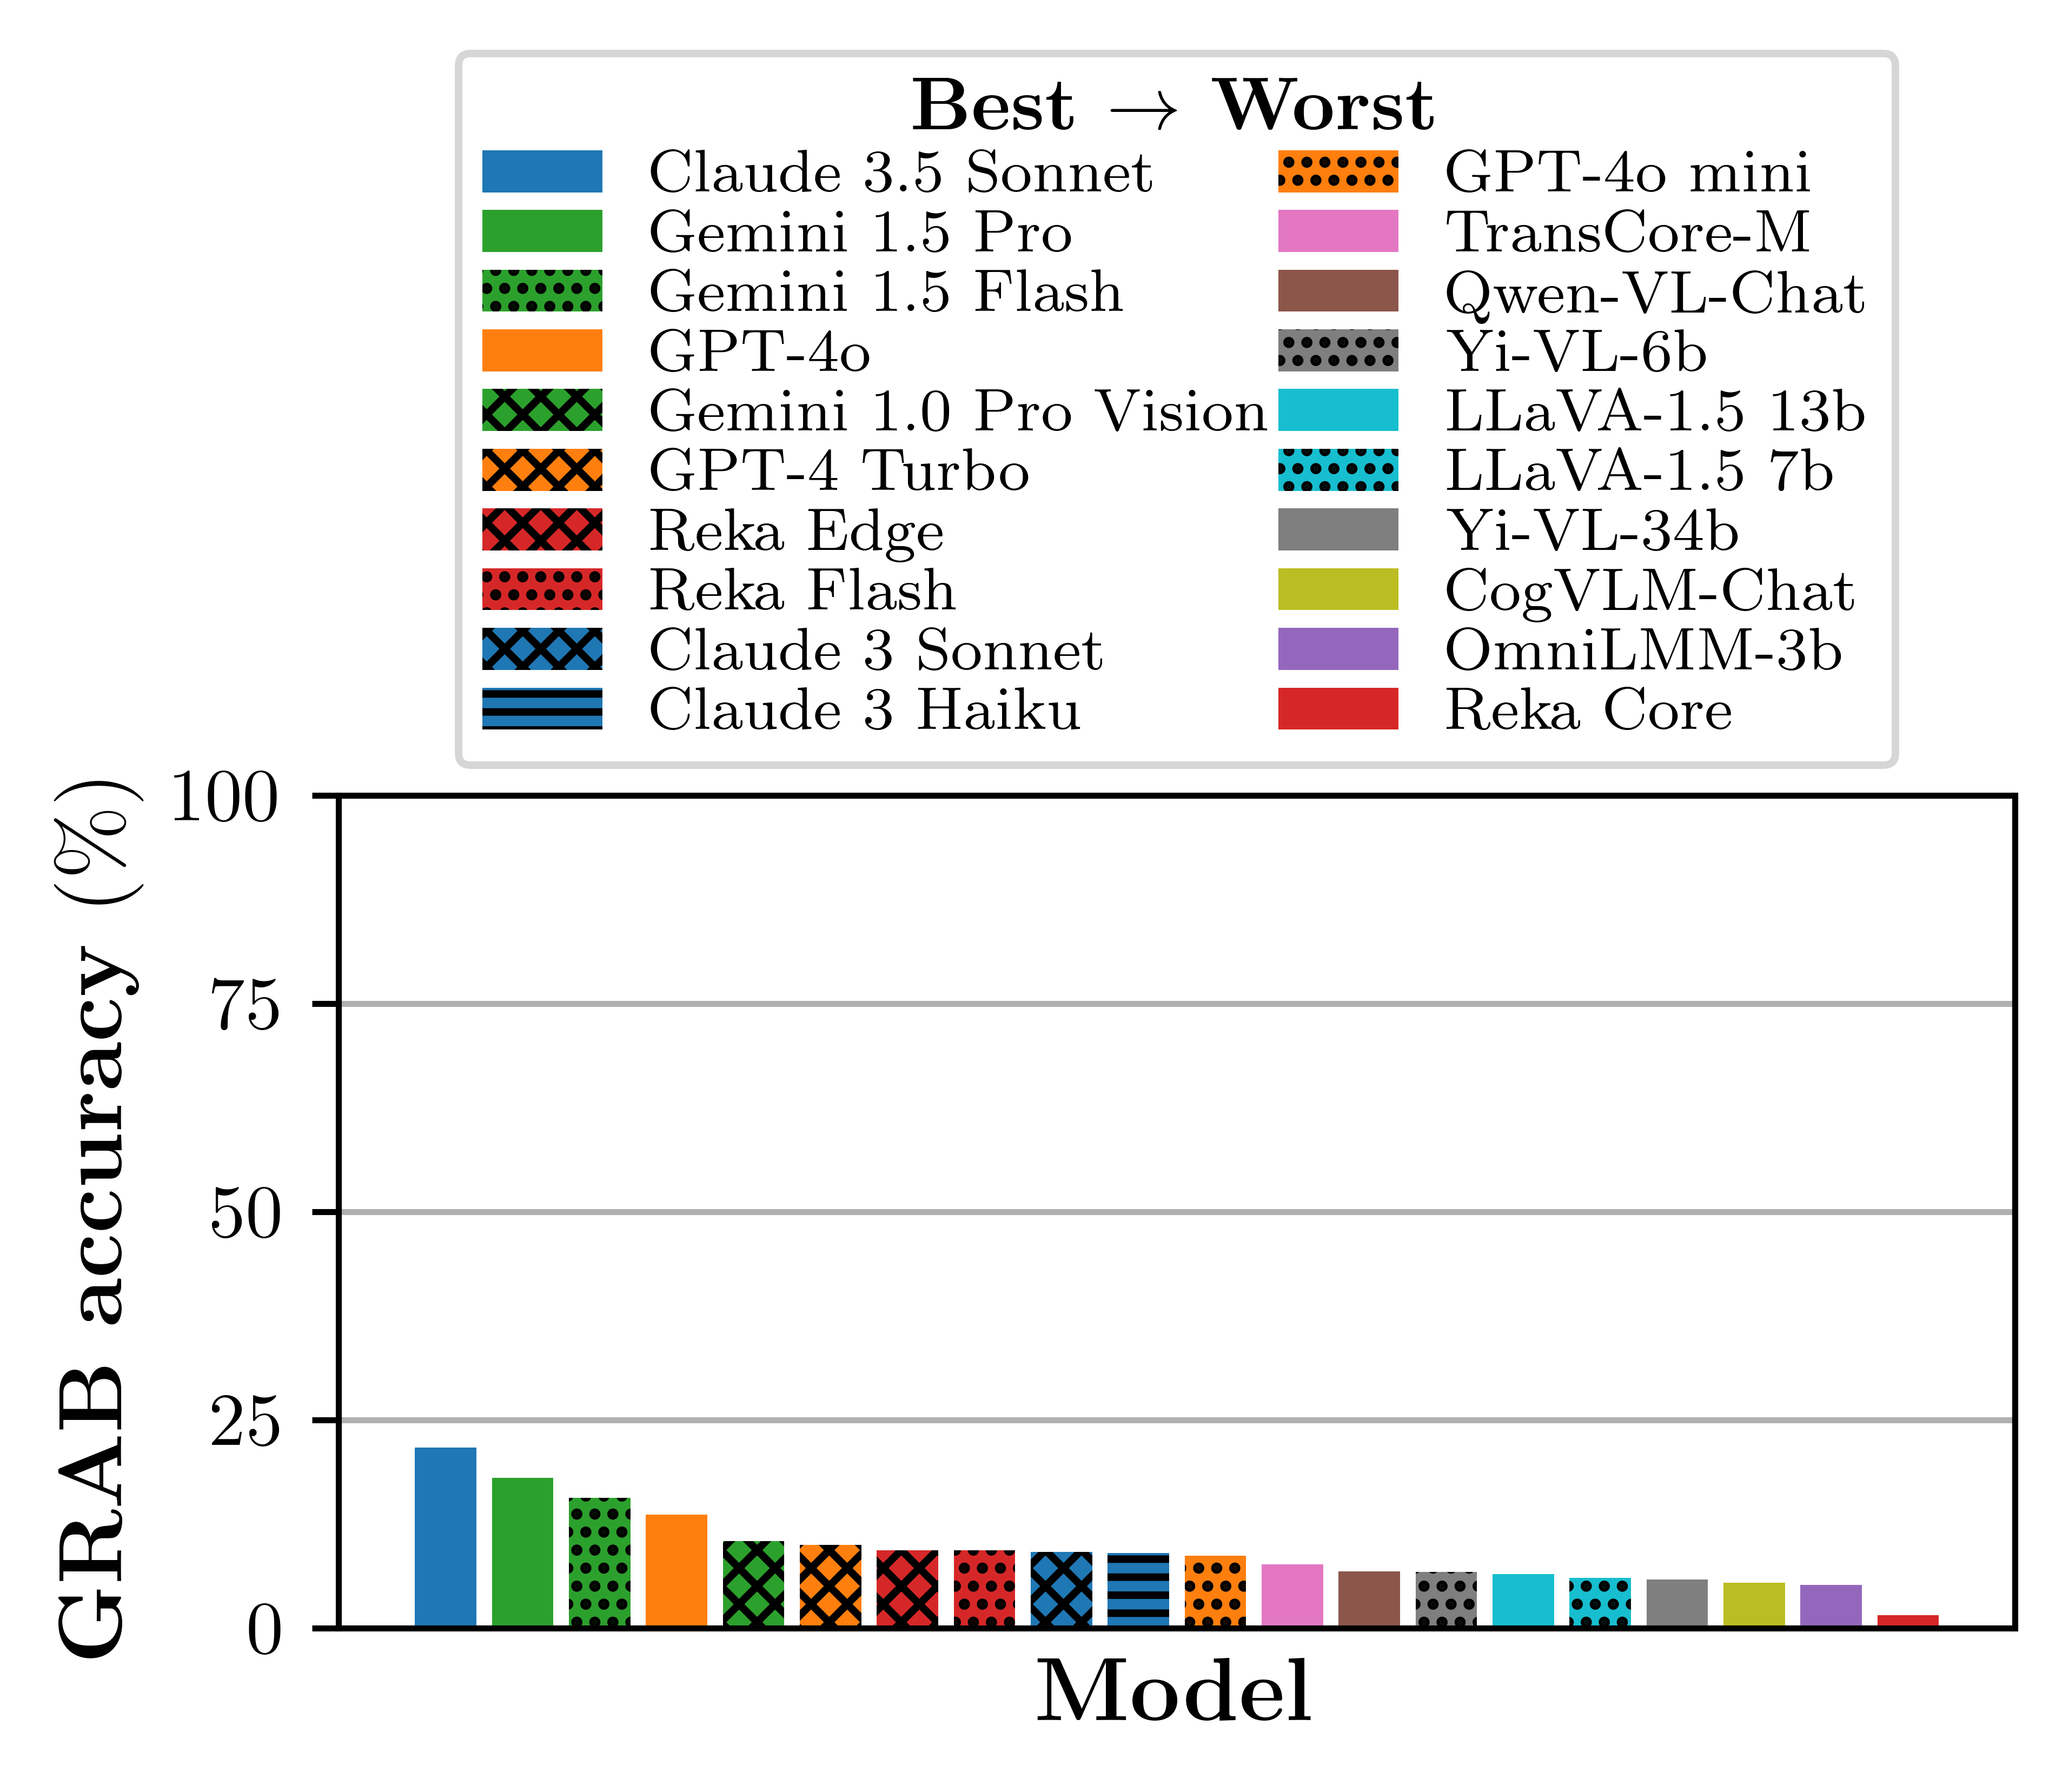 Best → Worst
Claude 3.5 Sonnet
Gemini 1.5 Pro
Gemini 1.5 Flash
GPT-4o
Gemini 1.0 Pro Vision
GPT-4 Turbo
Reka Edge
Reka Flash
Claude 3 Sonnet
Claude 3 Haiku
GPT-4o mini
TransCore-M
Qwen-VL-Chat
Yi-VL-6b
LLaVA-1.5 13b
LLaVA-1.5 7b
Yi-VL-34b
CogVLM-Chat
OmniLMM-3b
Reka Core
GRAB accuracy (%)
100
75
50
25
0
Model